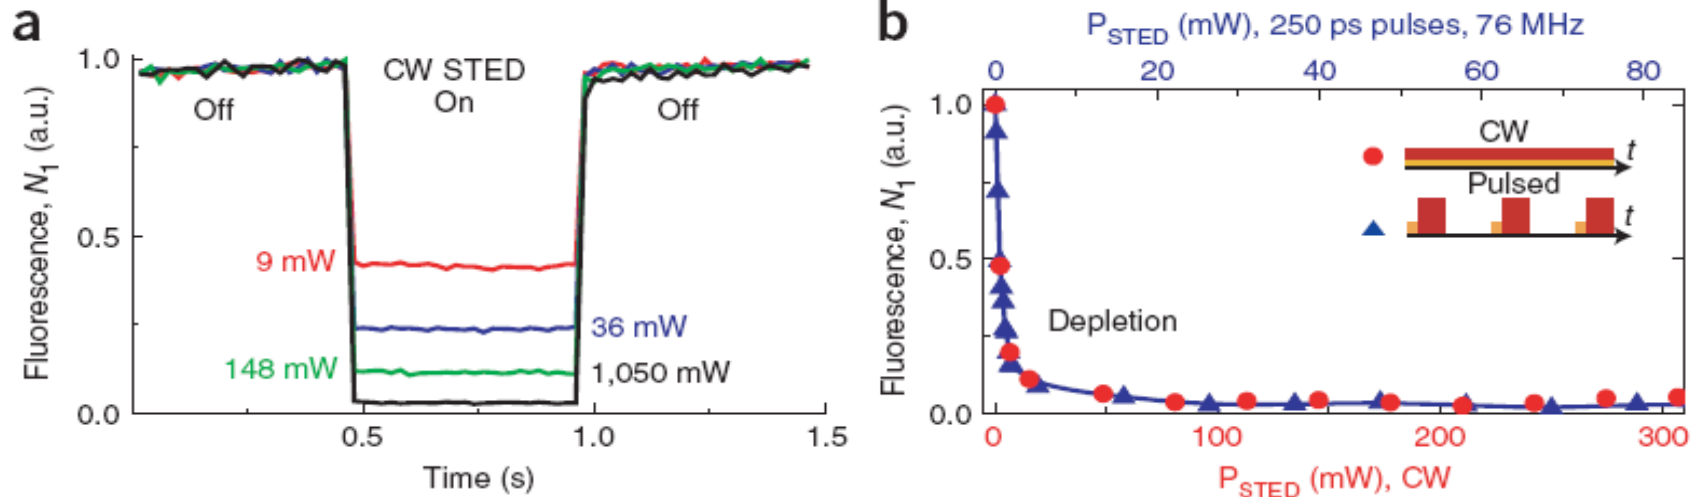 a
Fluorescence, N1 (a.u.)
1.0
0.5
0.0
CW STED
On
Off
Off
9 mW
36 mW
148 mW
1,050 mW
0.5
1.0
1.5
Time (s)
b
PSTED (mW), 250 ps pulses, 76 MHz
0 20 40 60 80
Fluorescence, N1 (a.u.)
1.0
0.5
0.0
CW
t
Pulsed
t
Depletion
0 100 200 300
PSTED (mW), CW